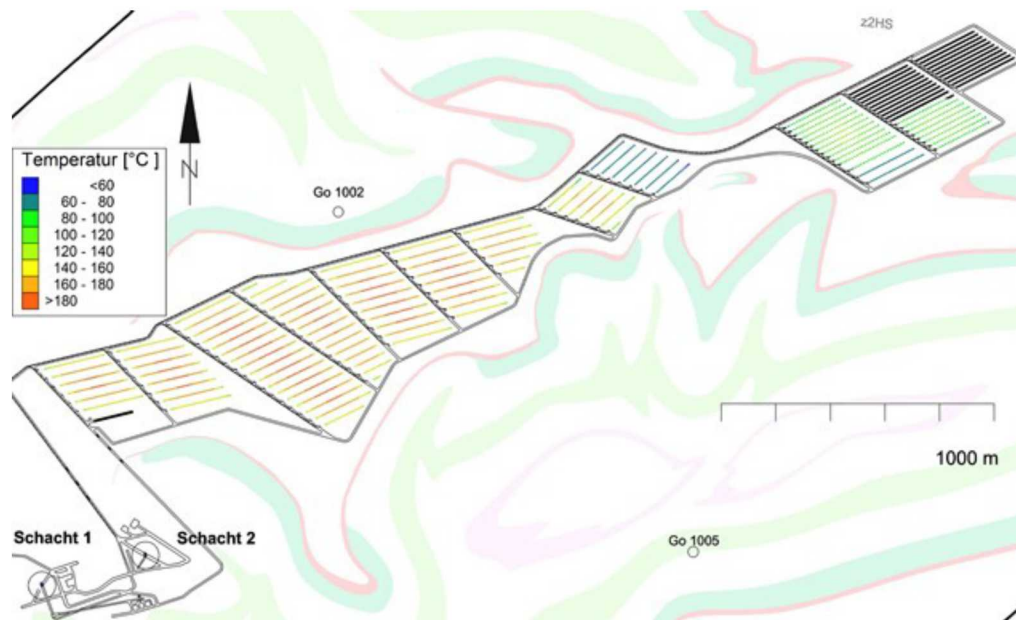 z2HS
Temperatur [°C]
<60
60 - 80
80 - 100
100 - 120
120 - 140
140 - 160
160 - 180
>180
N
Go 1002
1000 m
Schacht 1
Schacht 2
Go 1005